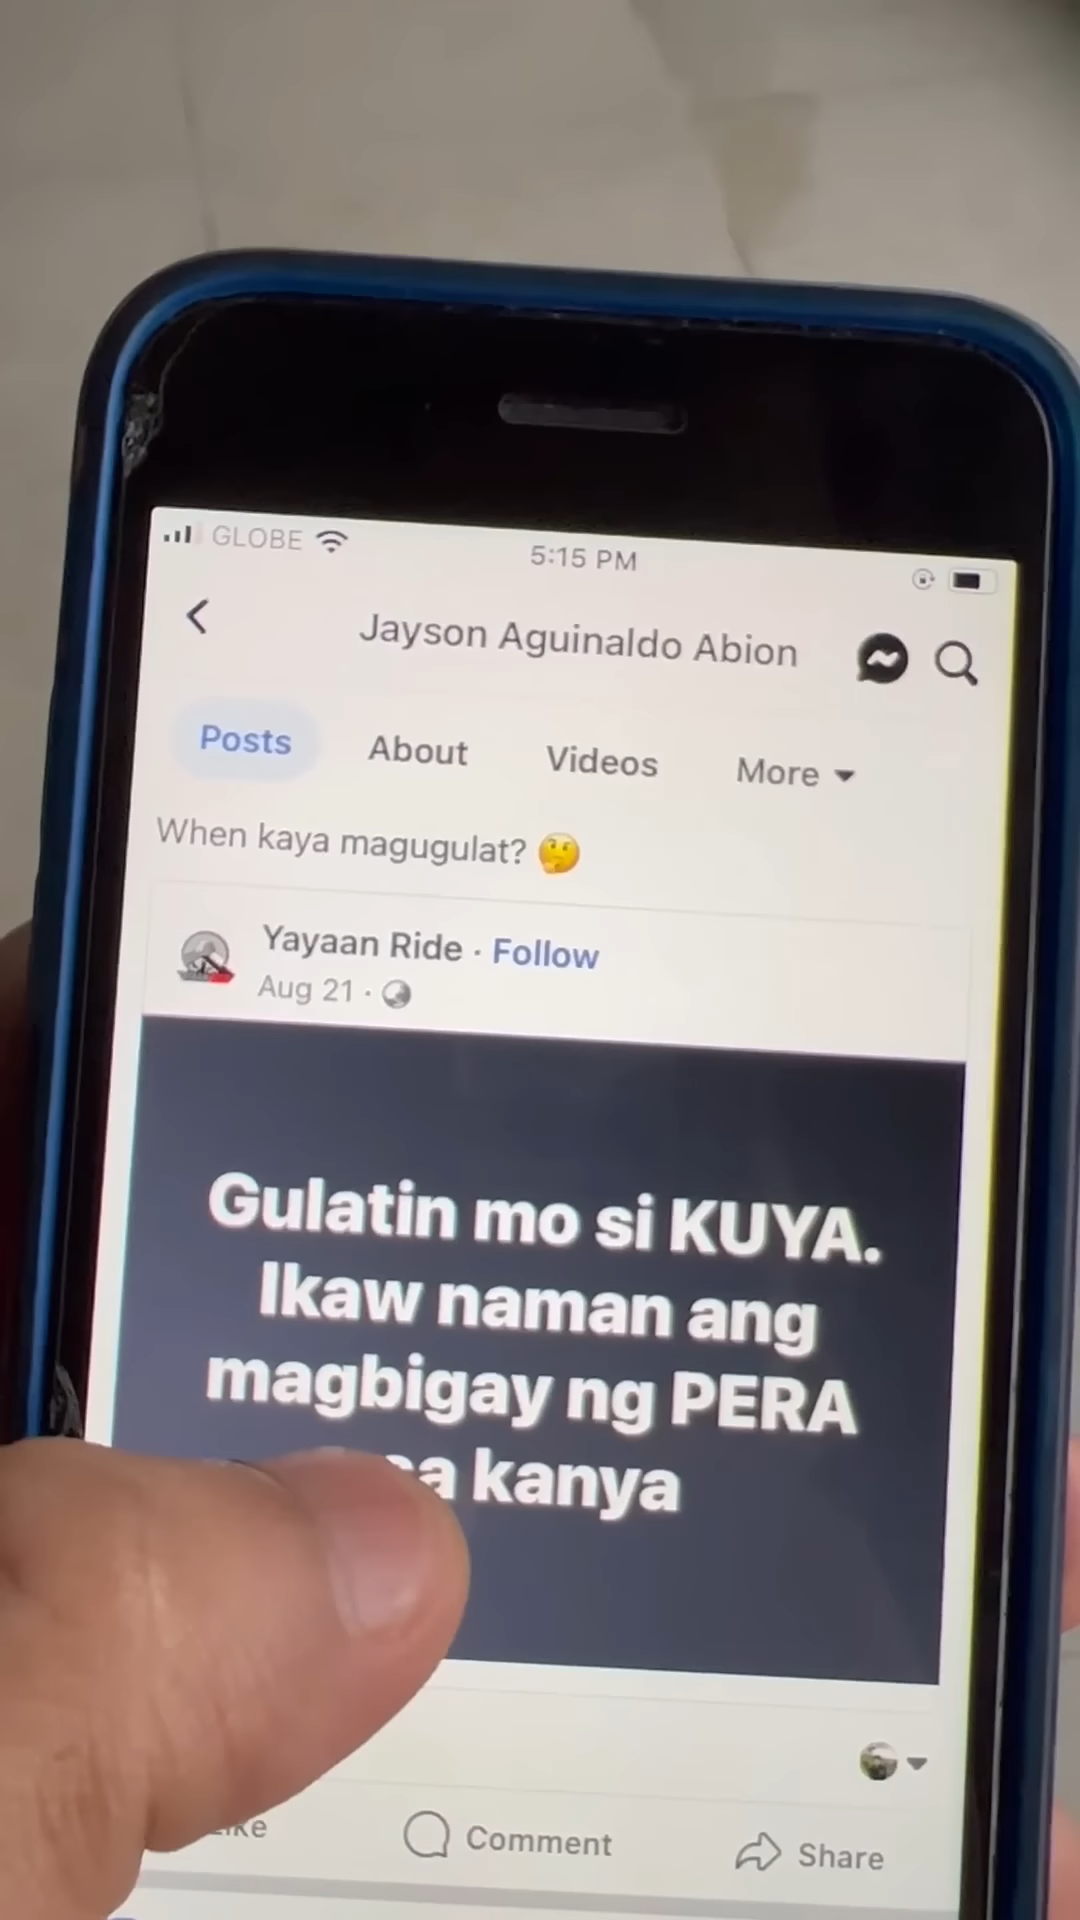 GLOBE
5:15 PM
Jayson Aguinaldo Abion
Posts About Videos More
When kaya magugulat? 🤔
Yayaan Ride · Follow
Aug 21 ·
Gulatin mo si KUYA.
Ikaw naman ang
magbigay ng PERA
kanya
Comment Share